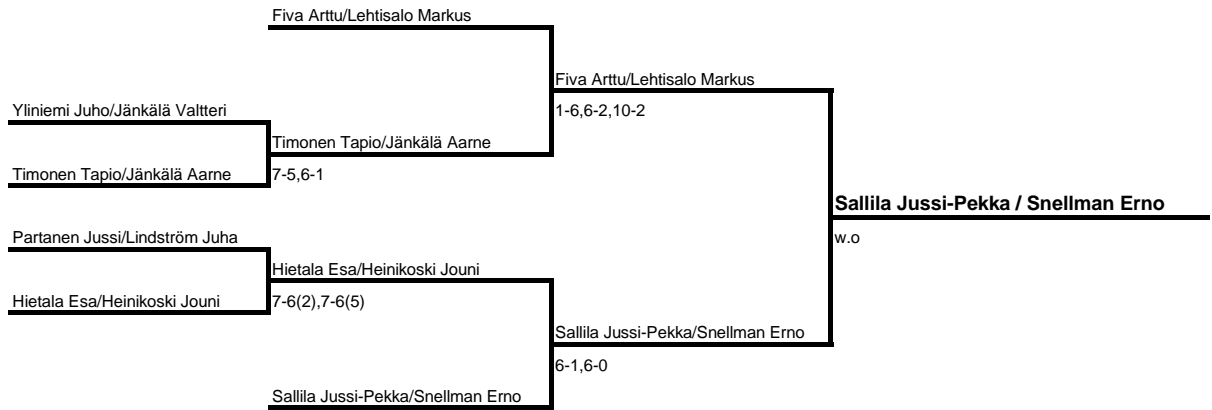 Fiva Arttu/Lehtisalo Markus
Fiva Arttu/Lehtisalo Markus
Yliniemi Juho/Jänkälä Valtteri
1-6,6-2,10-2
Timonen Tapio/Jänkälä Aarne
Timonen Tapio/Jänkälä Aarne
7-5,6-1
Sallila Jussi-Pekka / Snellman Erno
Partanen Jussi/Lindström Juha
w.o
Hietala Esa/Heinikoski Jouni
Hietala Esa/Heinikoski Jouni
7-6(2),7-6(5)
Sallila Jussi-Pekka/Snellman Erno
6-1,6-0
Sallila Jussi-Pekka/Snellman Erno